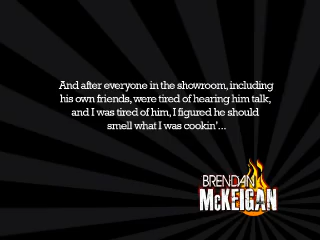 And after everyone in the showroom, including
his own friends, were tired of hearing him talk,
and I was tired of him, I figured he should
smell what I was cookin'...
BRENDAN
McKEIGAN